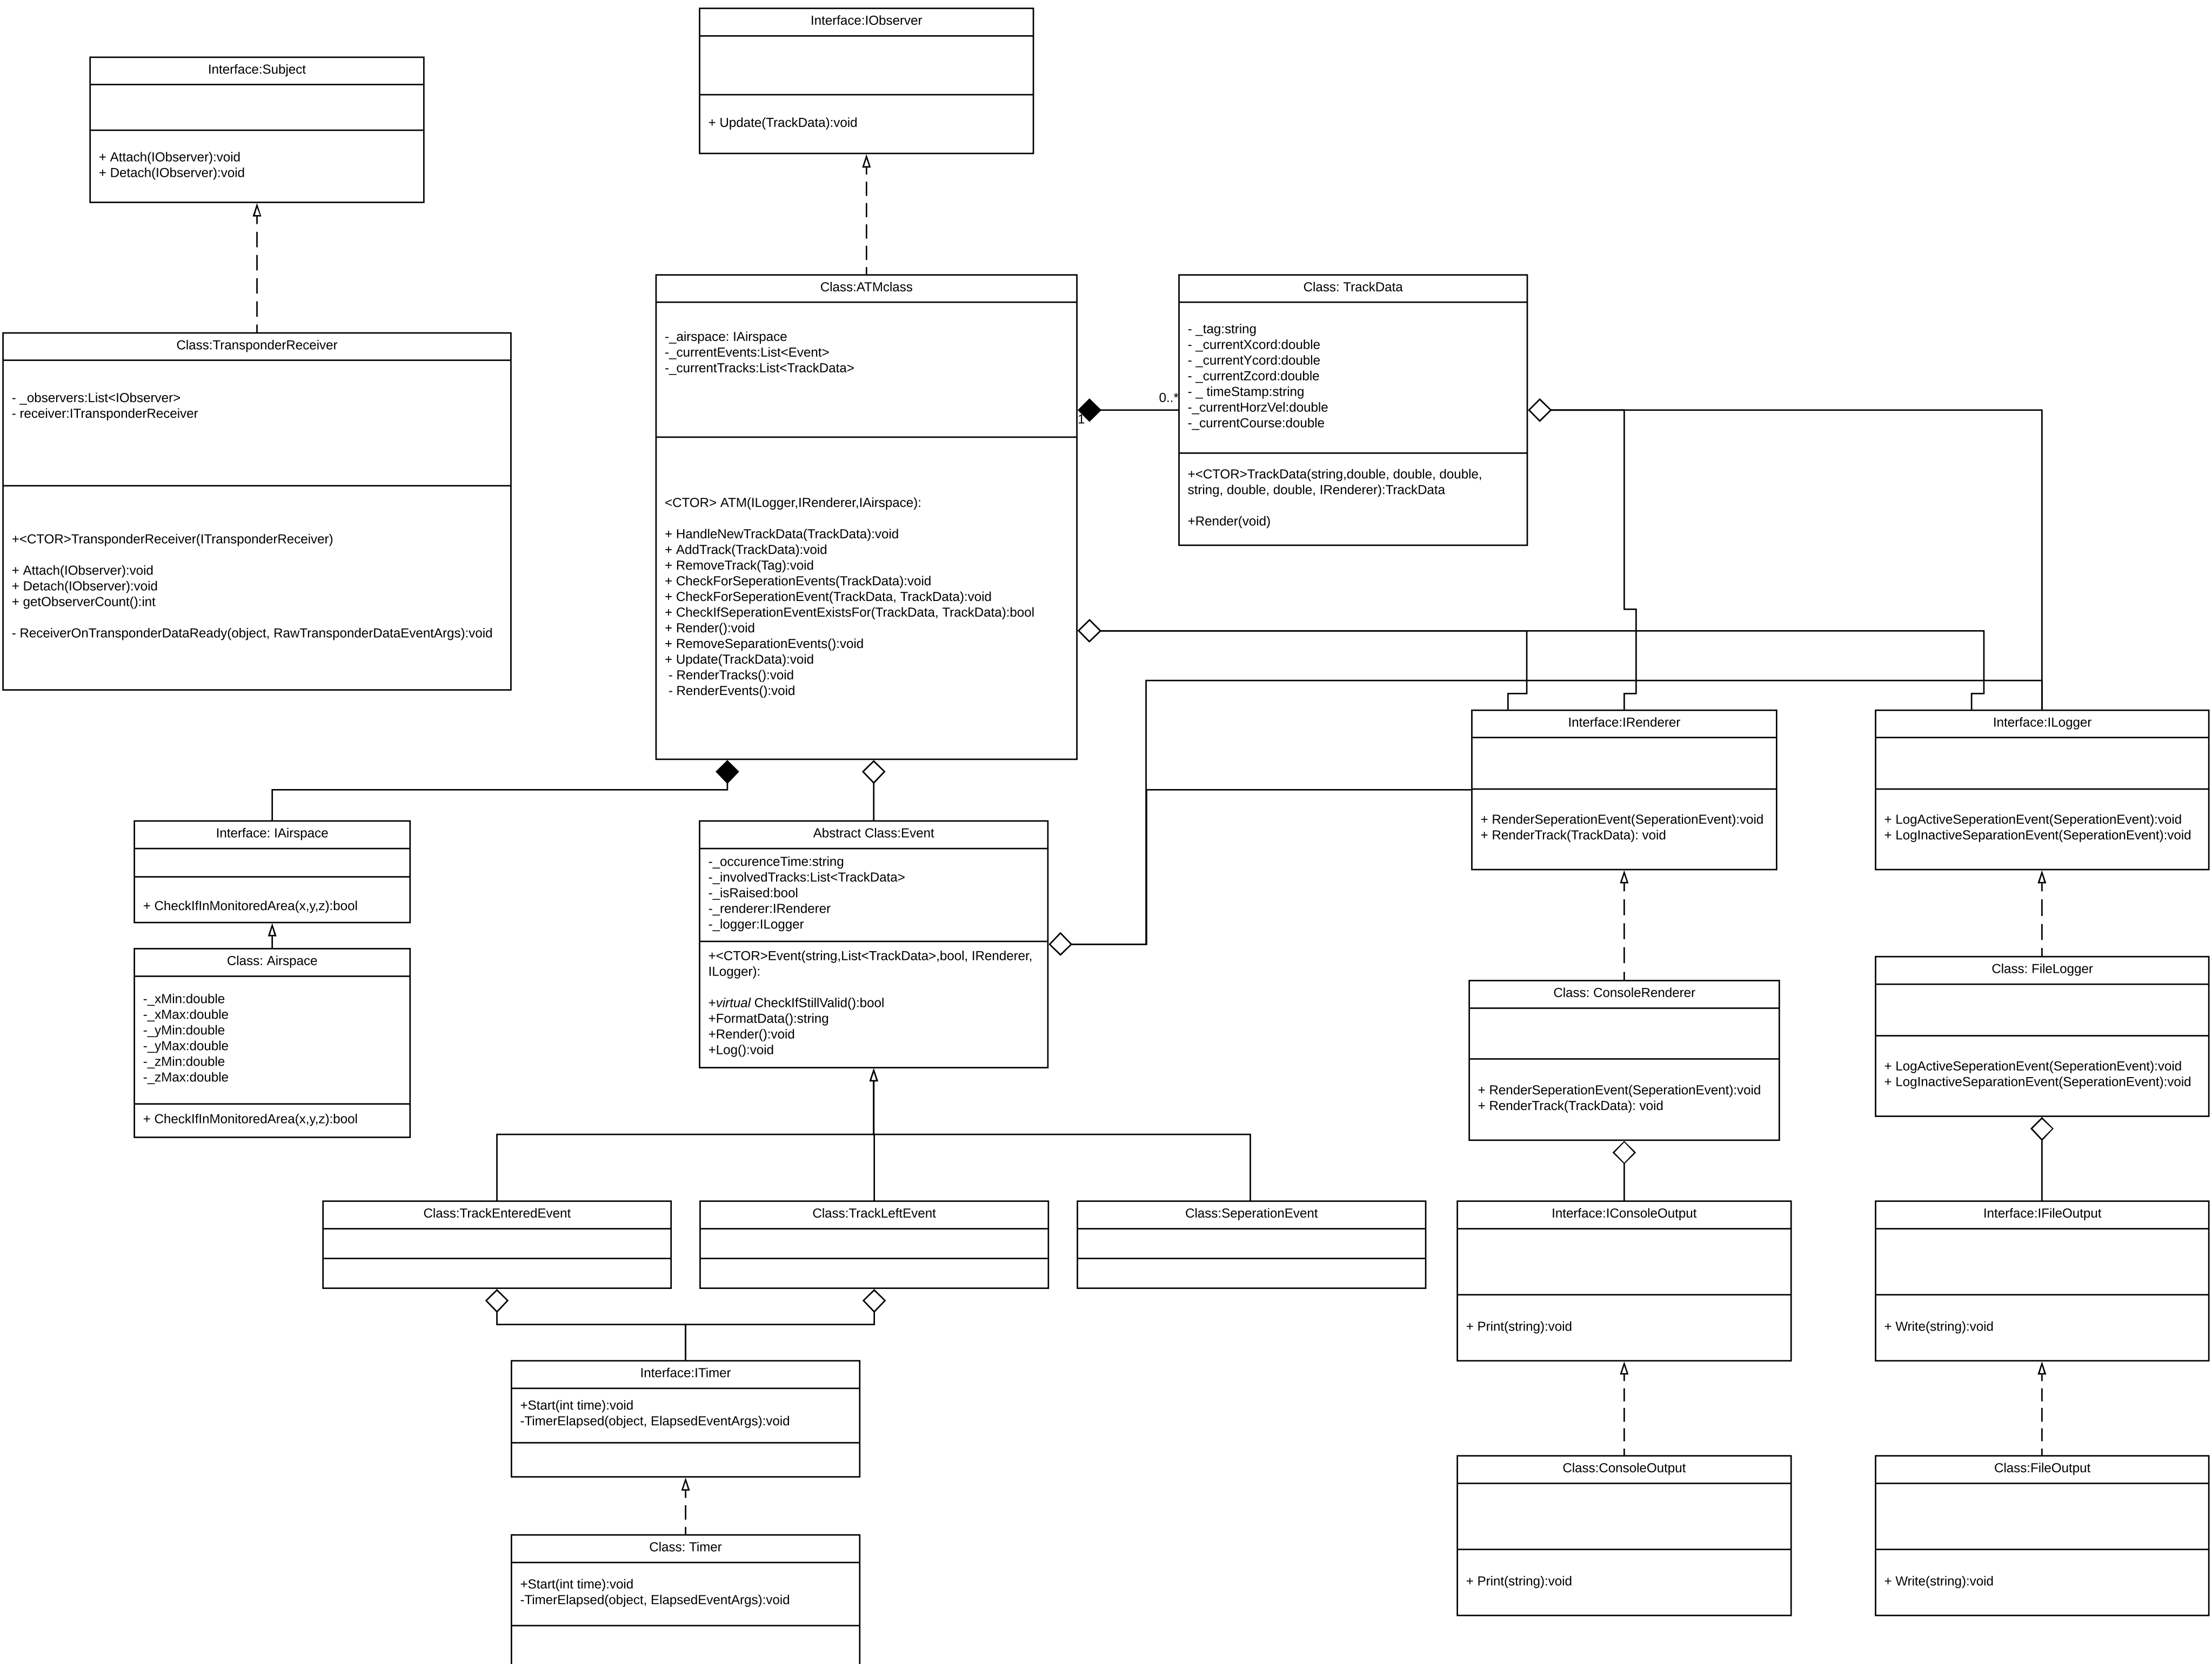 Interface:IObserver
+ Update(TrackData):void
Interface:Subject
+ Attach(IObserver):void
+ Detach(IObserver):void
Class:TransponderReceiver
- _observers:List<IObserver>
- receiver:ITransponderReceiver
+<CTOR>TransponderReceiver(ITransponderReceiver)
+ Attach(IObserver):void
+ Detach(IObserver):void
+ getObserverCount():int
- ReceiverOnTransponderDataReady(object, RawTransponderDataEventArgs):void
Class:ATMclass
-_airspace: IAirspace
-_currentEvents:List<Event>
-_currentTracks:List<TrackData>
<CTOR> ATM(ILogger,IRenderer,IAirspace):
+ HandleNewTrackData(TrackData):void
+ AddTrack(TrackData):void
+ RemoveTrack(Tag):void
+ CheckForSeperationEvents(TrackData):void
+ CheckForSeperationEvent(TrackData, TrackData):void
+ CheckIfSeperationEventExistsFor(TrackData, TrackData):bool
+ Render():void
+ RemoveSeparationEvents():void
+ Update(TrackData):void
- RenderTracks():void
- RenderEvents():void
0..*
1
Class: TrackData
- _tag:string
- _currentXcord:double
- _currentYcord:double
- _currentZcord:double
- _ timeStamp:string
-_currentHorzVel:double
-_currentCourse:double
+<CTOR>TrackData(string,double, double, double,
string, double, double, IRenderer):TrackData
+Render(void)
Interface:IRenderer
+ RenderSeperationEvent(SeperationEvent):void
+ RenderTrack(TrackData): void
Interface:ILogger
+ LogActiveSeperationEvent(SeperationEvent):void
+ LogInactiveSeparationEvent(SeperationEvent):void
Interface: IAirspace
+ CheckIfInMonitoredArea(x,y,z):bool
Class: Airspace
-_xMin:double
-_xMax:double
-_yMin:double
-_yMax:double
-_zMin:double
-_zMax:double
+ CheckIfInMonitoredArea(x,y,z):bool
Abstract Class:Event
-_occurenceTime:string
-_involvedTracks:List<TrackData>
-_isRaised:bool
-_renderer:IRenderer
-_logger:ILogger
+<CTOR>Event(string,List<TrackData>,bool, IRenderer,
ILogger):
+virtual CheckIfStillValid():bool
+FormatData():string
+Render():void
+Log():void
Class: ConsoleRenderer
+ RenderSeperationEvent(SeperationEvent):void
+ RenderTrack(TrackData): void
Class: FileLogger
+ LogActiveSeperationEvent(SeperationEvent):void
+ LogInactiveSeparationEvent(SeperationEvent):void
Class:TrackEnteredEvent
Class:TrackLeftEvent
Class:SeperationEvent
Interface:IConsoleOutput
+ Print(string):void
Interface:IFileOutput
+ Write(string):void
Interface:ITimer
+Start(int time):void
-TimerElapsed(object, ElapsedEventArgs):void
Class: Timer
+Start(int time):void
-TimerElapsed(object, ElapsedEventArgs):void
Class:ConsoleOutput
+ Print(string):void
Class:FileOutput
+ Write(string):void